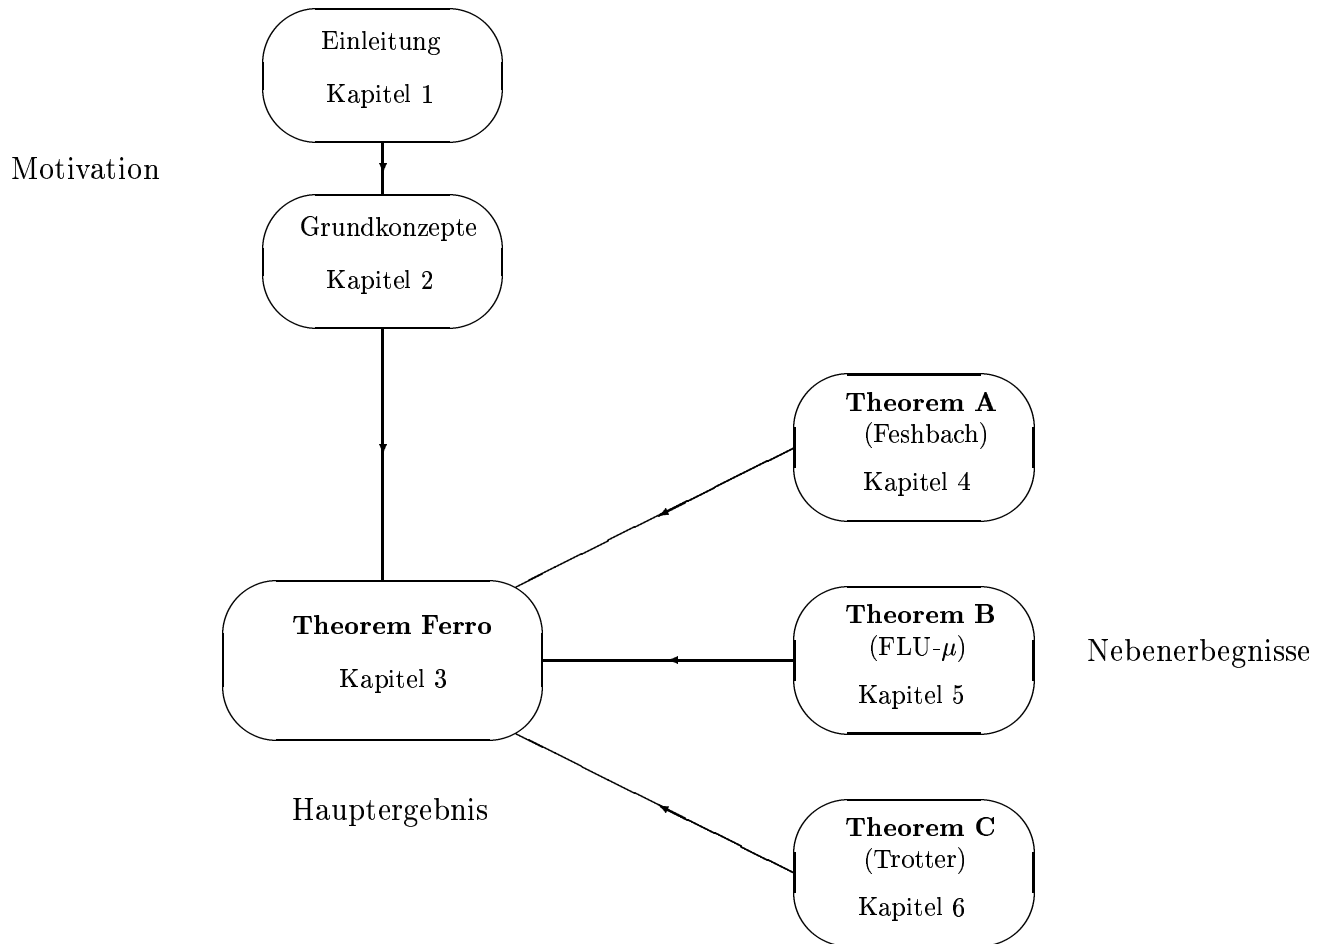 Einleitung
Kapitel 1
Motivation
Grundkonzepte
Kapitel 2
Theorem A
(Feshbach)
Kapitel 4
Theorem Ferro
Kapitel 3
Theorem B
(FLU-μ)
Kapitel 5
Nebenerbegnisse
Hauptergebnis
Theorem C
(Trotter)
Kapitel 6